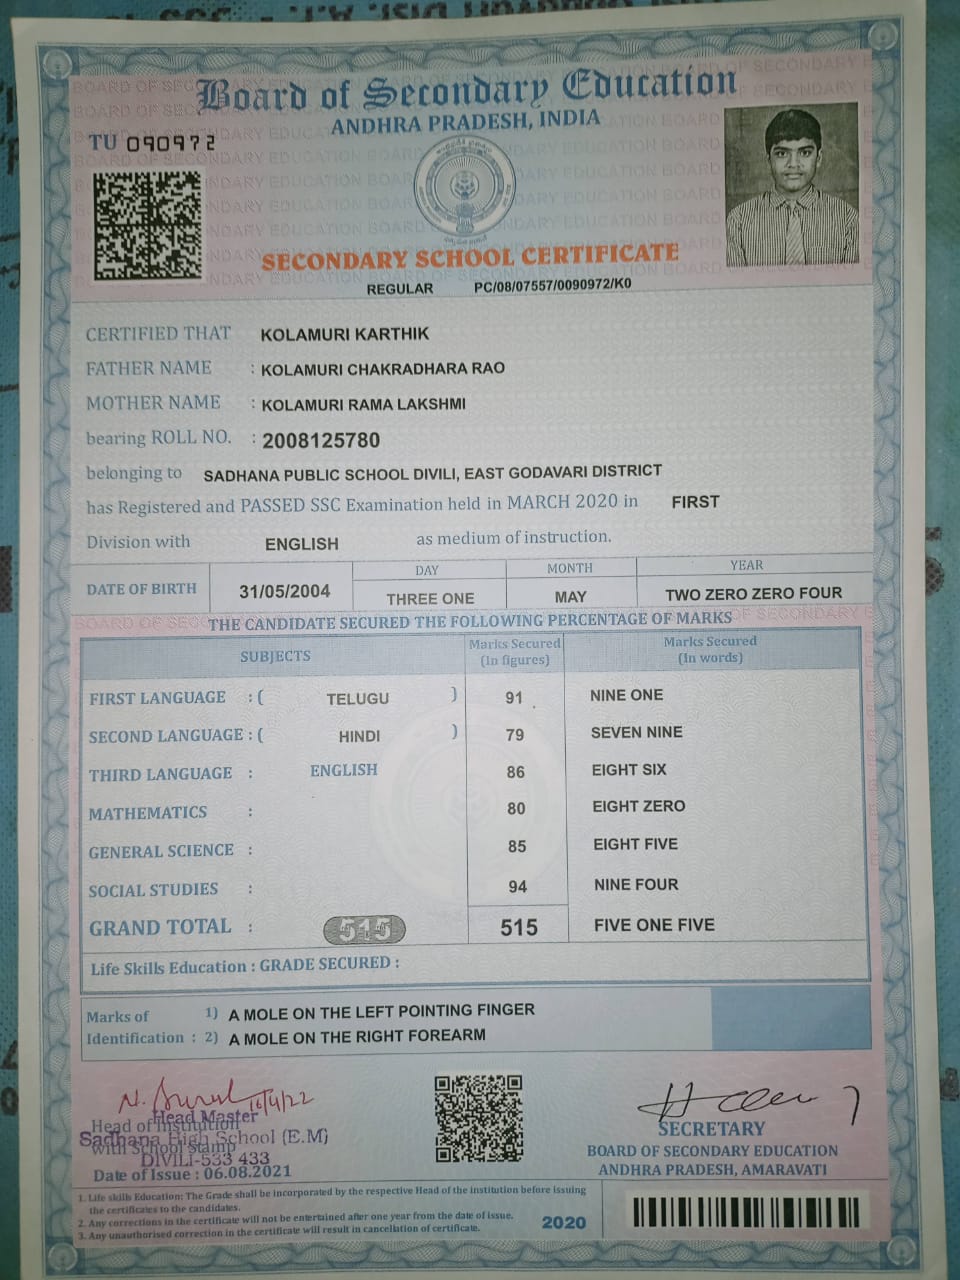 Board of Secondary Education
ANDHRA PRADESH, INDIA
TU 090972
SECONDARY SCHOOL CERTIFICATE
REGULAR PC/08/07557/0090972/K0
CERTIFIED THAT KOLAMURI KARTHIK
FATHER NAME : KOLAMURI CHAKRADHARA RAO
MOTHER NAME : KOLAMURI RAMA LAKSHMI
bearing ROLL NO. : 2008125780
belonging to SADHANA PUBLIC SCHOOL DIVILI, EAST GODAVARI DISTRICT
has Registered and PASSED SSC Examination held in MARCH 2020 in FIRST
Division with ENGLISH as medium of instruction.
DATE OF BIRTH 31/05/2004 DAY MONTH YEAR
THREE ONE MAY TWO ZERO ZERO FOUR
THE CANDIDATE SECURED THE FOLLOWING PERCENTAGE OF MARKS
SUBJECTS Marks Secured (In figures) Marks Secured (In words)
FIRST LANGUAGE : ( TELUGU ) 91 NINE ONE
SECOND LANGUAGE : ( HINDI ) 79 SEVEN NINE
THIRD LANGUAGE : ENGLISH 86 EIGHT SIX
MATHEMATICS : 80 EIGHT ZERO
GENERAL SCIENCE : 85 EIGHT FIVE
SOCIAL STUDIES : 94 NINE FOUR
GRAND TOTAL : 515 515 FIVE ONE FIVE
Life Skills Education : GRADE SECURED :
Marks of Identification : 1) A MOLE ON THE LEFT POINTING FINGER
2) A MOLE ON THE RIGHT FOREARM
16/4/22
Head Master
Head of Institution
Sadhana High School (E.M)
with School Stamp
DIVILI-533 433
Date of Issue : 06.08.2021
SECRETARY
BOARD OF SECONDARY EDUCATION
ANDHRA PRADESH, AMARAVATI
1. Life skills Education: The Grade shall be incorporated by the respective Head of the institution before issuing
the certificates to the candidates.
2. Any corrections in the certificate will not be entertained after one year from the date of issue.
3. Any unauthorised correction in the certificate will result in cancellation of certificate.
2020